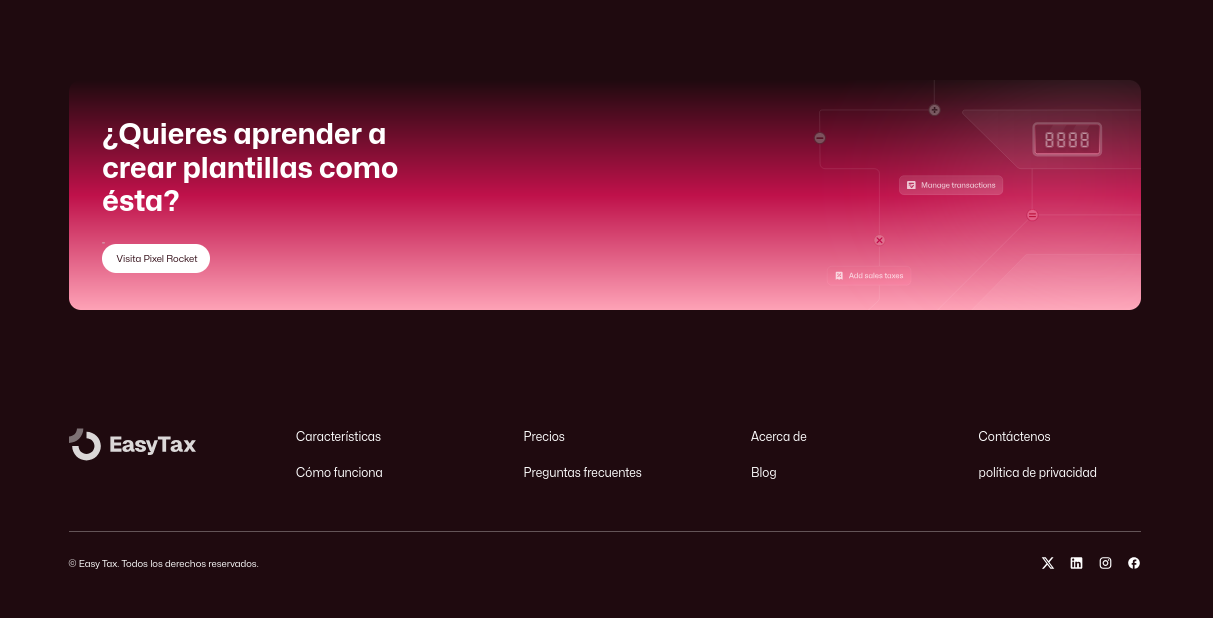 ¿Quieres aprender a
crear plantillas como
ésta?
Visita Pixel Rocket
8888
Manage transactions
Add sales taxes
EasyTax
Características
Precios
Acerca de
Contáctenos
Cómo funciona
Preguntas frecuentes
Blog
política de privacidad
© Easy Tax. Todos los derechos reservados.